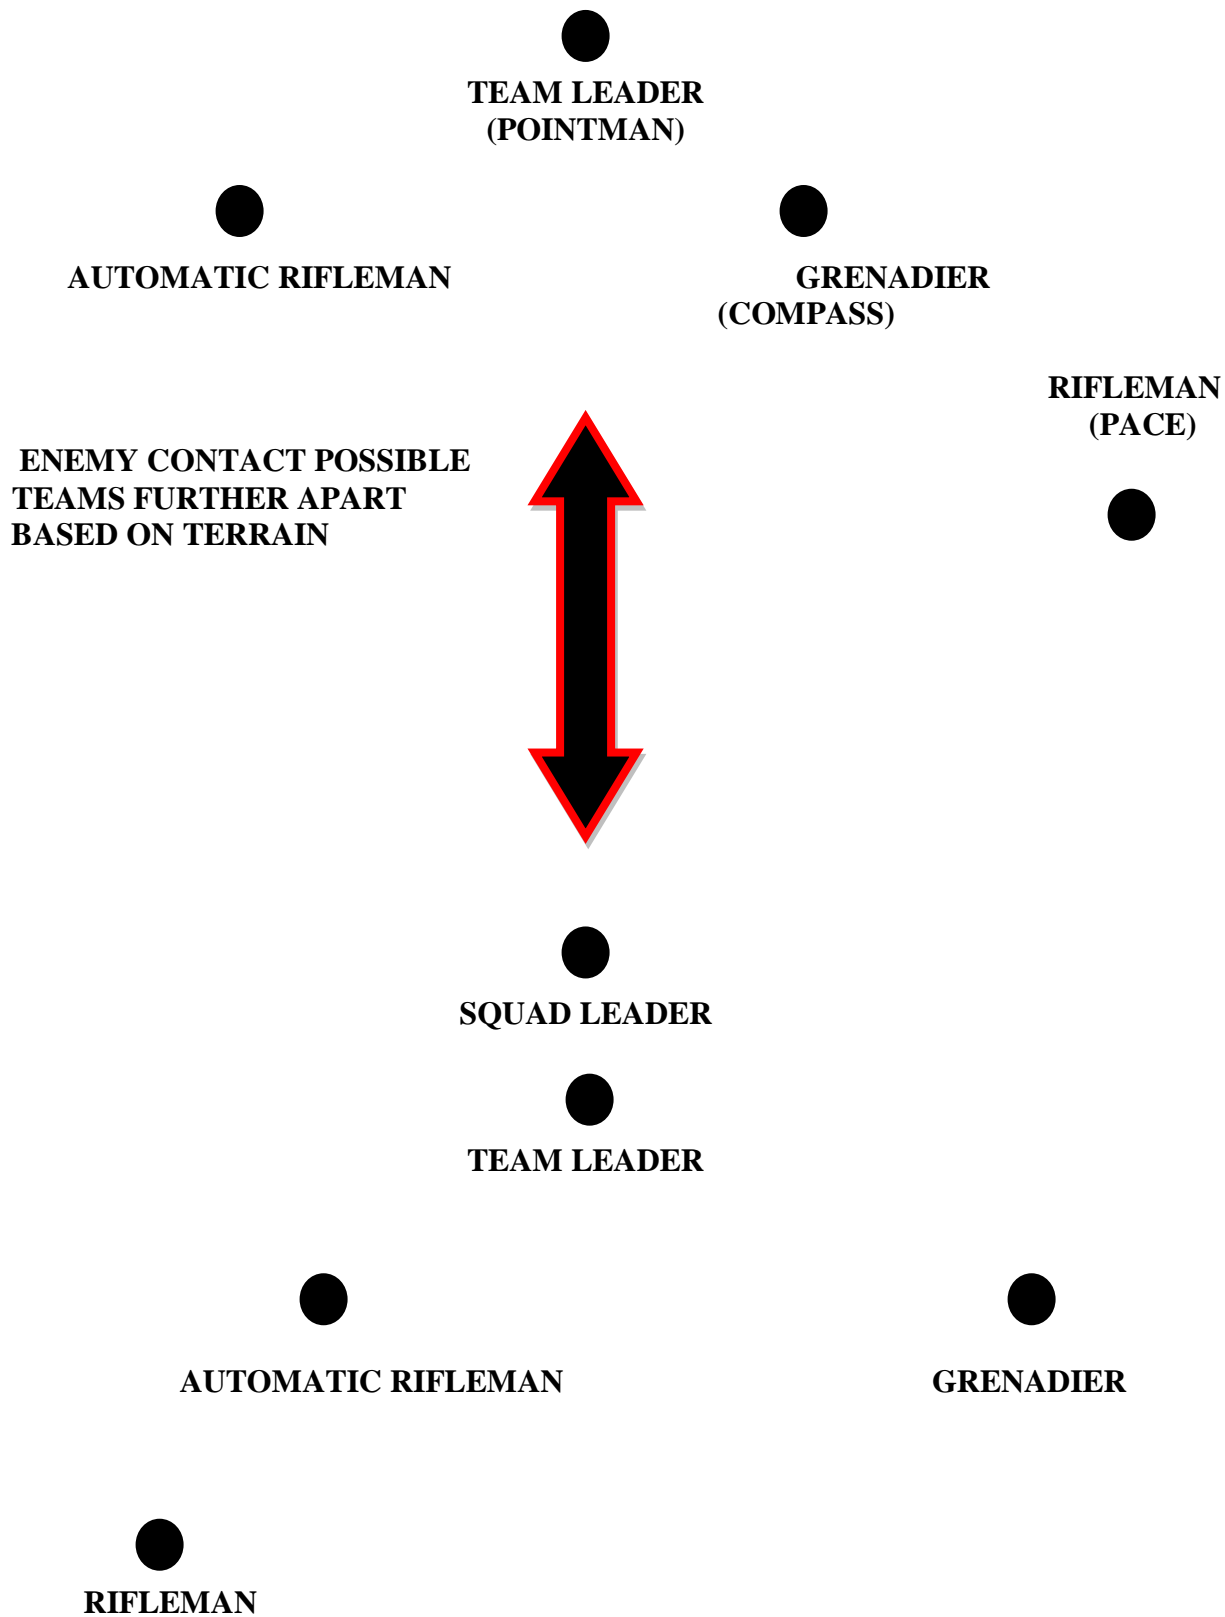 TEAM LEADER
(POINTMAN)
AUTOMATIC RIFLEMAN
GRENADIER
(COMPASS)
RIFLEMAN
(PACE)
ENEMY CONTACT POSSIBLE
TEAMS FURTHER APART
BASED ON TERRAIN
SQUAD LEADER
TEAM LEADER
AUTOMATIC RIFLEMAN
GRENADIER
RIFLEMAN